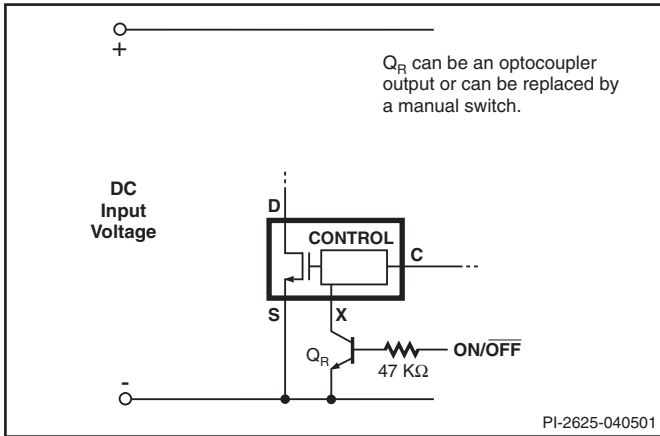 +
Q_R can be an optocoupler
output or can be replaced by
a manual switch.
DC
Input
Voltage
D
CONTROL
C
S
X
Q_R
47 KΩ
ON/O̅F̅F̅
-
PI-2625-040501